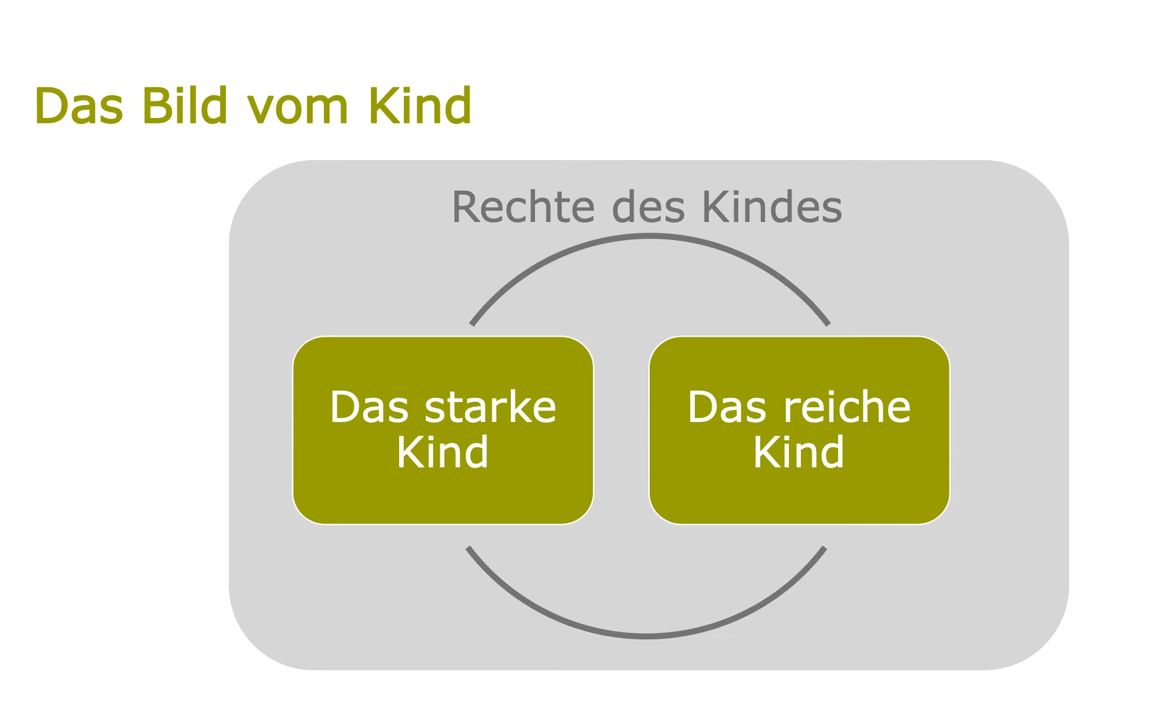 Das Bild vom Kind
Rechte des Kindes
Das starke
Kind
Das reiche
Kind